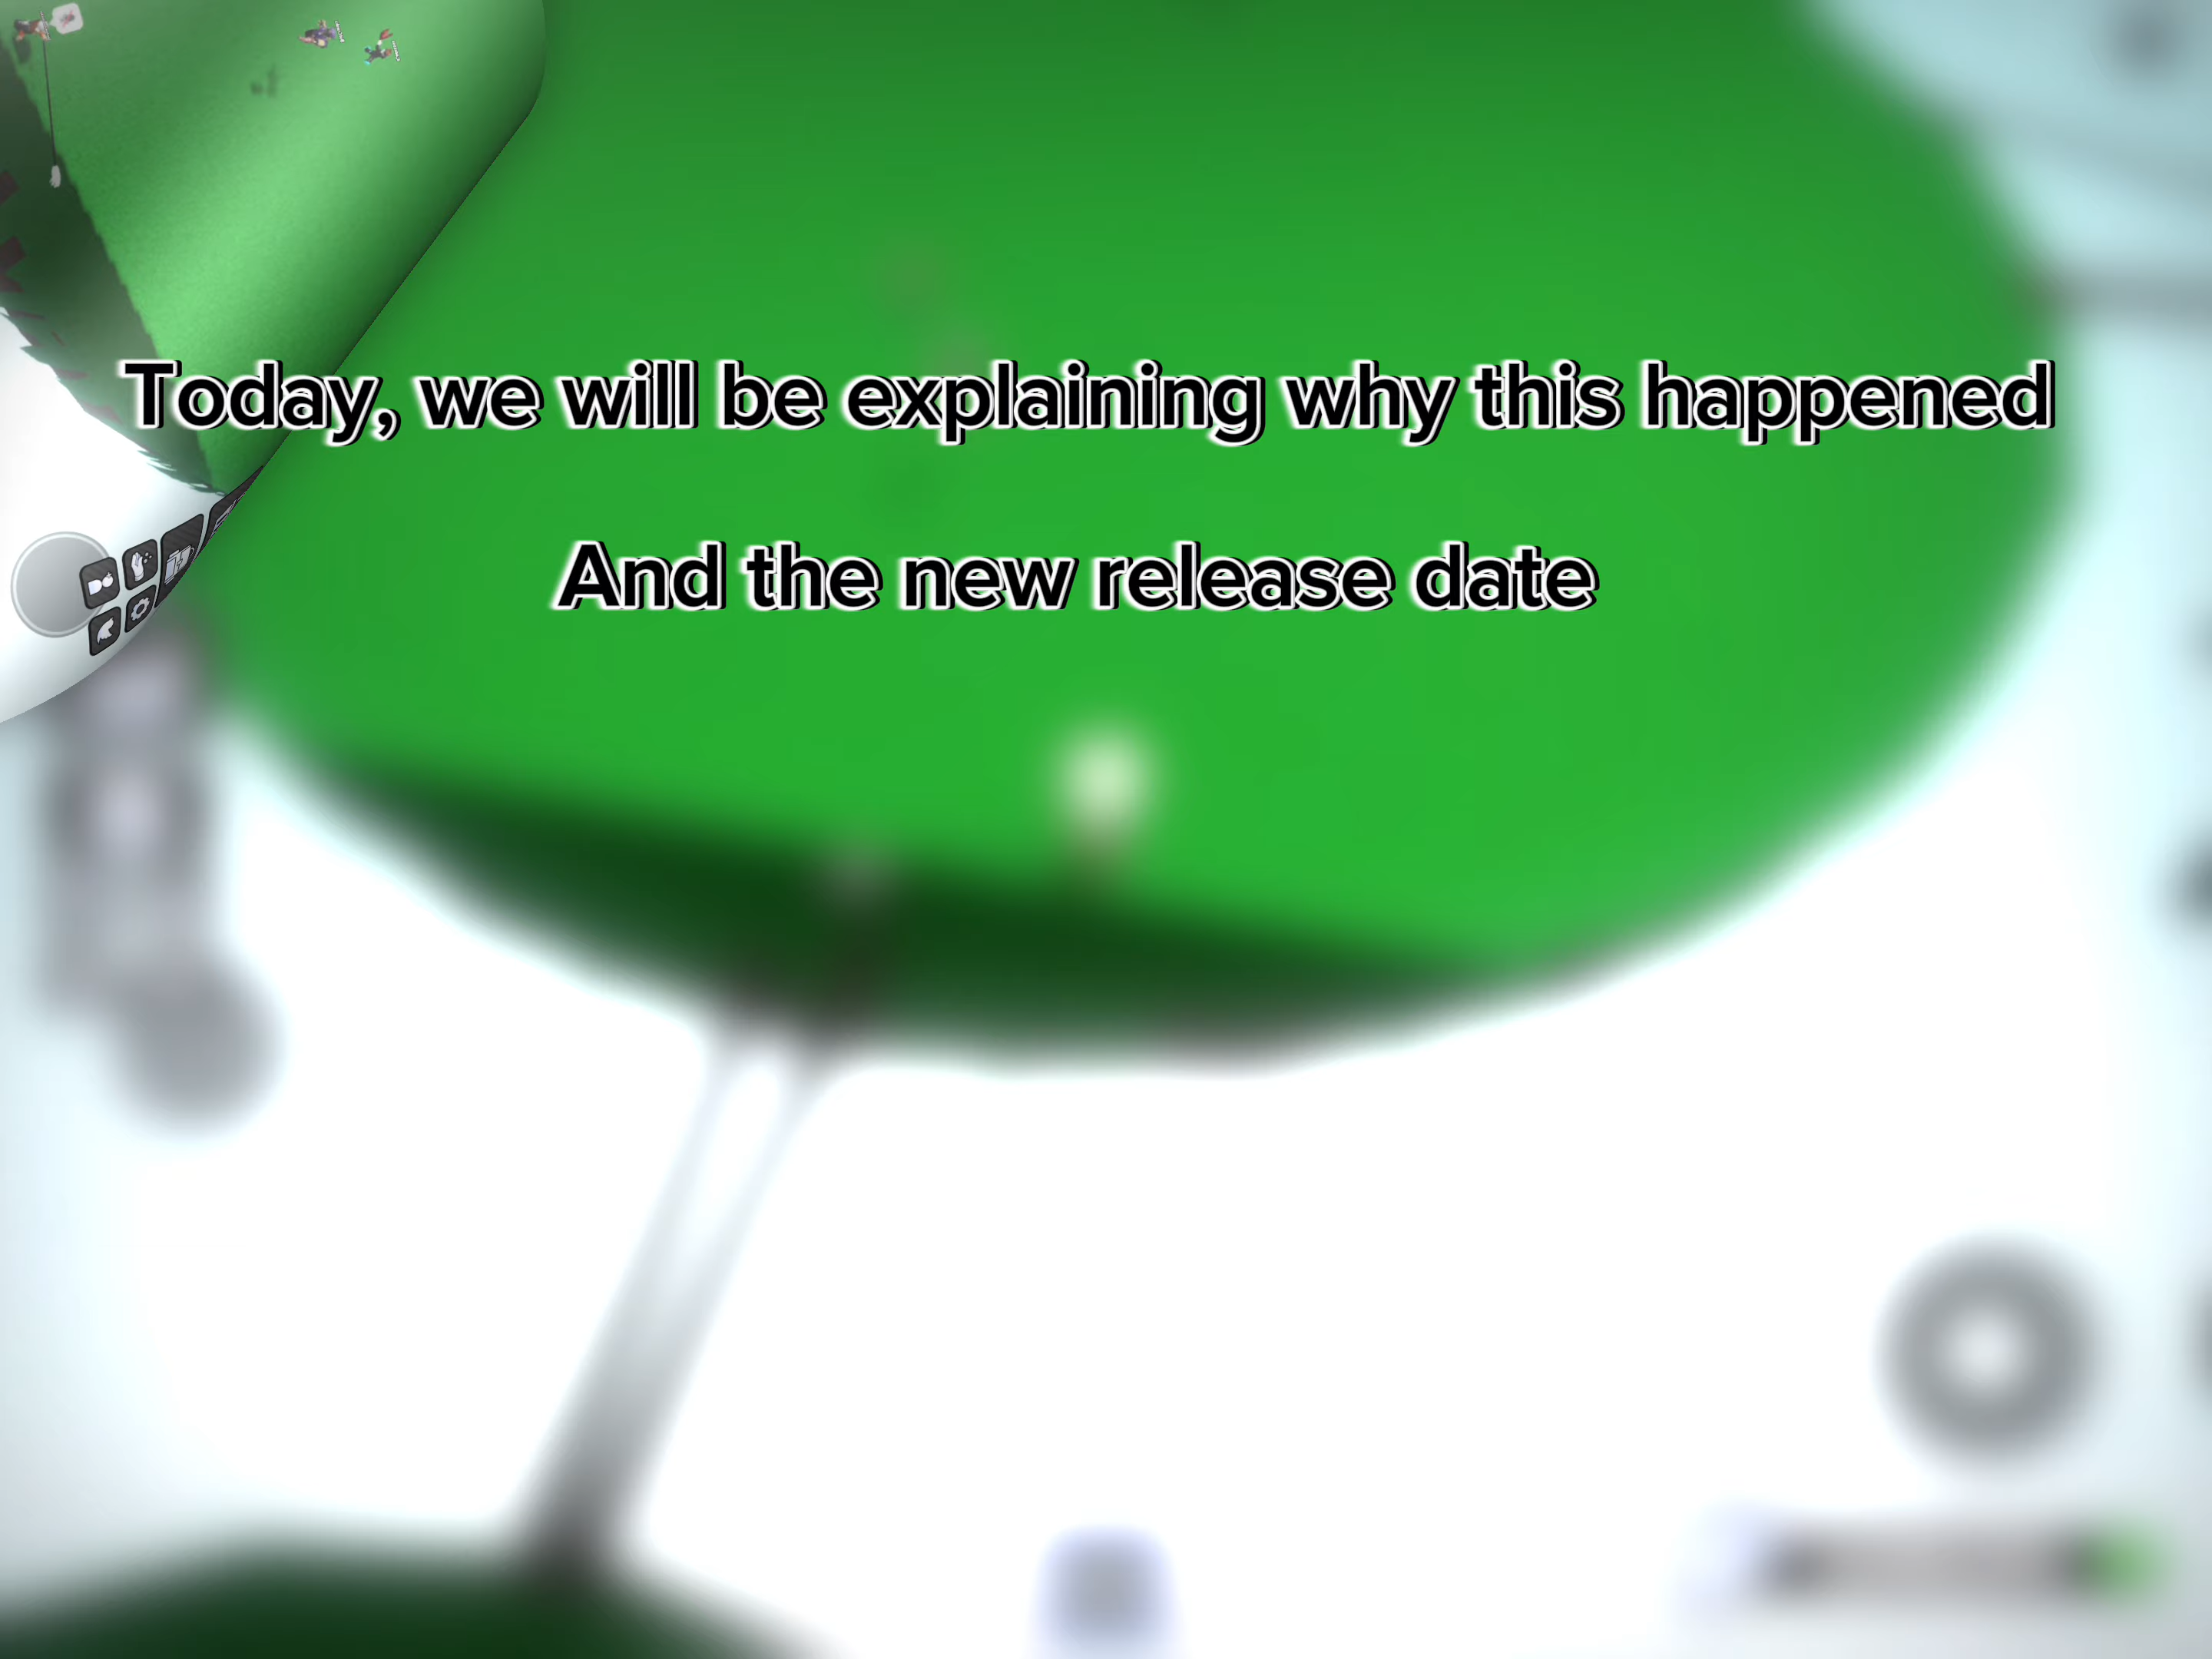 Today, we will be explaining why this happened
And the new release date